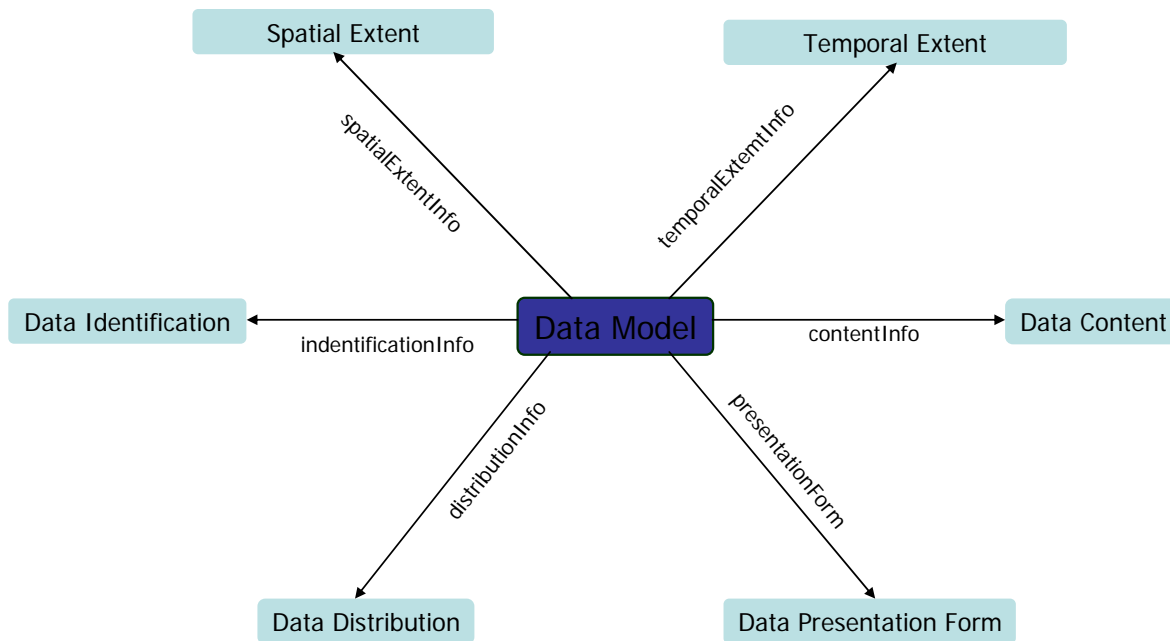 Spatial Extent
Temporal Extent
spatialExtentInfo
temporalExtemtInfo
Data Identification
Data Model
Data Content
indentificationInfo
contentInfo
distributionInfo
presentationForm
Data Distribution
Data Presentation Form